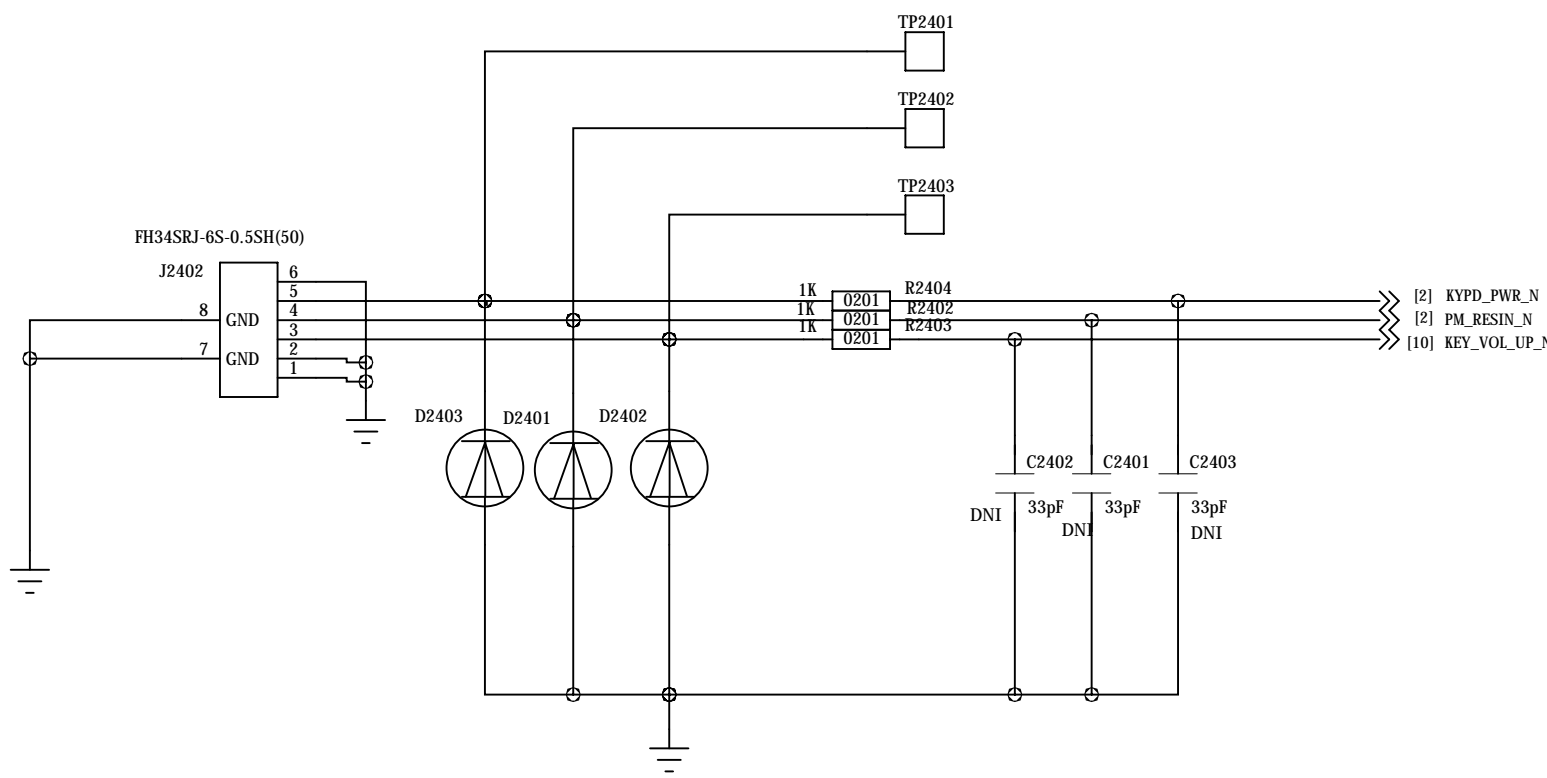 TP2401
TP2402
TP2403
FH34SRJ-6S-0.5SH(50)
J2402
6
5
8 GND 4
3
7 GND 2
1
1K 0201 R2404
1K 0201 R2402
1K 0201 R2403
[2] KYPD_PWR_N
[2] PM_RESIN_N
[10] KEY_VOL_UP_N
D2403 D2401 D2402
C2402 C2401 C2403
33pF 33pF 33pF
DNI DNI DNI